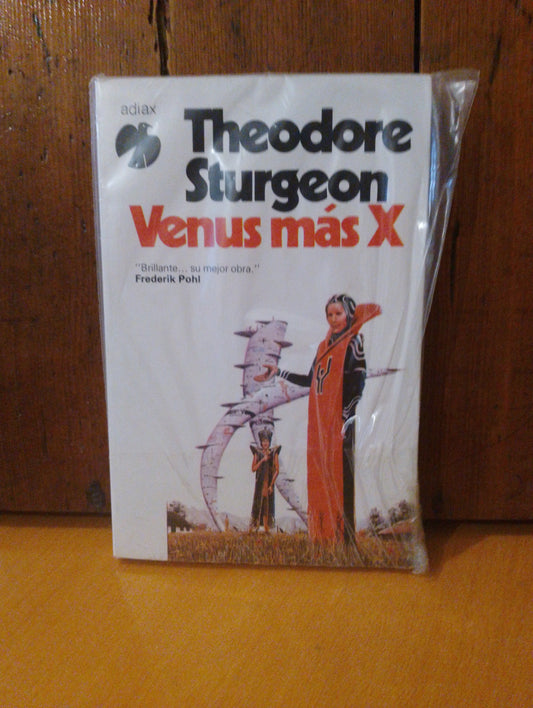 adiax
Theodore
Sturgeon
Venus más X
"Brillante... su mejor obra."
Frederik Pohl